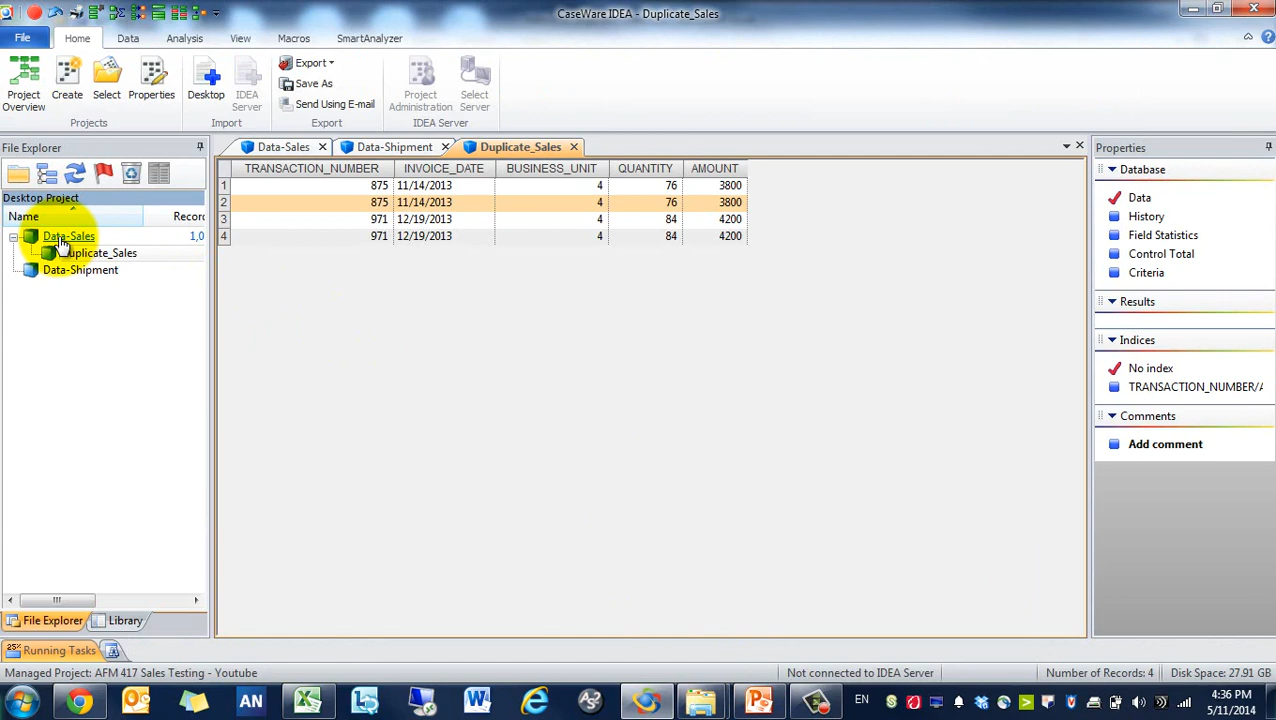 CaseWare IDEA - Duplicate_Sales
File Home Data Analysis View Macros SmartAnalyzer
Project Overview
Create
Select
Properties
Projects
Desktop
IDEA Server
Import
Export
Save As
Send Using E-mail
Export
Project Administration
Select Server
IDEA Server
File Explorer
Desktop Project
Name Record
Data-Sales 1,0
Duplicate_Sales
Data-Shipment
Data-Sales Data-Shipment Duplicate_Sales
TRANSACTION_NUMBER INVOICE_DATE BUSINESS_UNIT QUANTITY AMOUNT
1 875 11/14/2013 4 76 3800
2 875 11/14/2013 4 76 3800
3 971 12/19/2013 4 84 4200
4 971 12/19/2013 4 84 4200
Properties
Database
Data
History
Field Statistics
Control Total
Criteria
Results
Indices
No index
TRANSACTION_NUMBER/A
Comments
Add comment
File Explorer Library
Running Tasks
Managed Project: AFM 417 Sales Testing - Youtube Not connected to IDEA Server Number of Records: 4 Disk Space: 27.91 GB
AN
EN
4:36 PM
5/11/2014